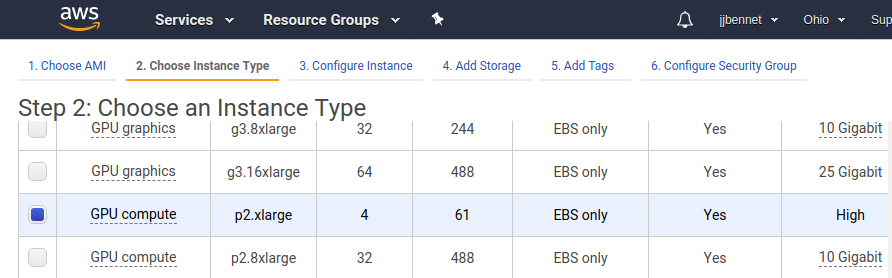 aws Services Resource Groups jjbennet Ohio Sup
1. Choose AMI 2. Choose Instance Type 3. Configure Instance 4. Add Storage 5. Add Tags 6. Configure Security Group
Step 2: Choose an Instance Type
GPU graphics g3.8xlarge 32 244 EBS only Yes 10 Gigabit
GPU graphics g3.16xlarge 64 488 EBS only Yes 25 Gigabit
GPU compute p2.xlarge 4 61 EBS only Yes High
GPU compute p2.8xlarge 32 488 EBS only Yes 10 Gigabit